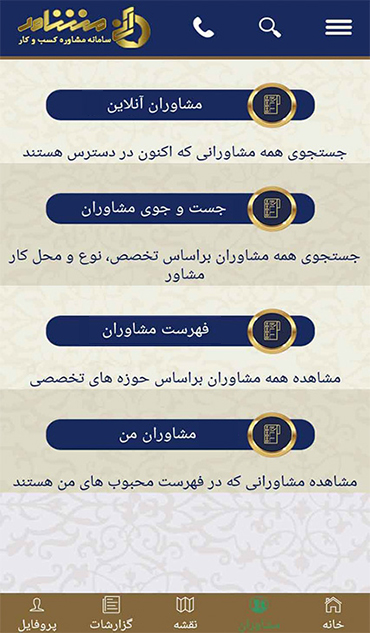 سامانه مشاوره کسب و کار
مشاوران آنلاین
جستجوی همه مشاورانی که اکنون در دسترس هستند
جست و جوی مشاوران
جستجوی همه مشاوران براساس تخصص، نوع و محل کار
مشاور
فهرست مشاوران
مشاهده همه مشاوران براساس حوزه های تخصصی
مشاوران من
مشاهده مشاورانی که در فهرست محبوب های من هستند
خانه
مشاوران
نقشه
گزارشات
پروفایل